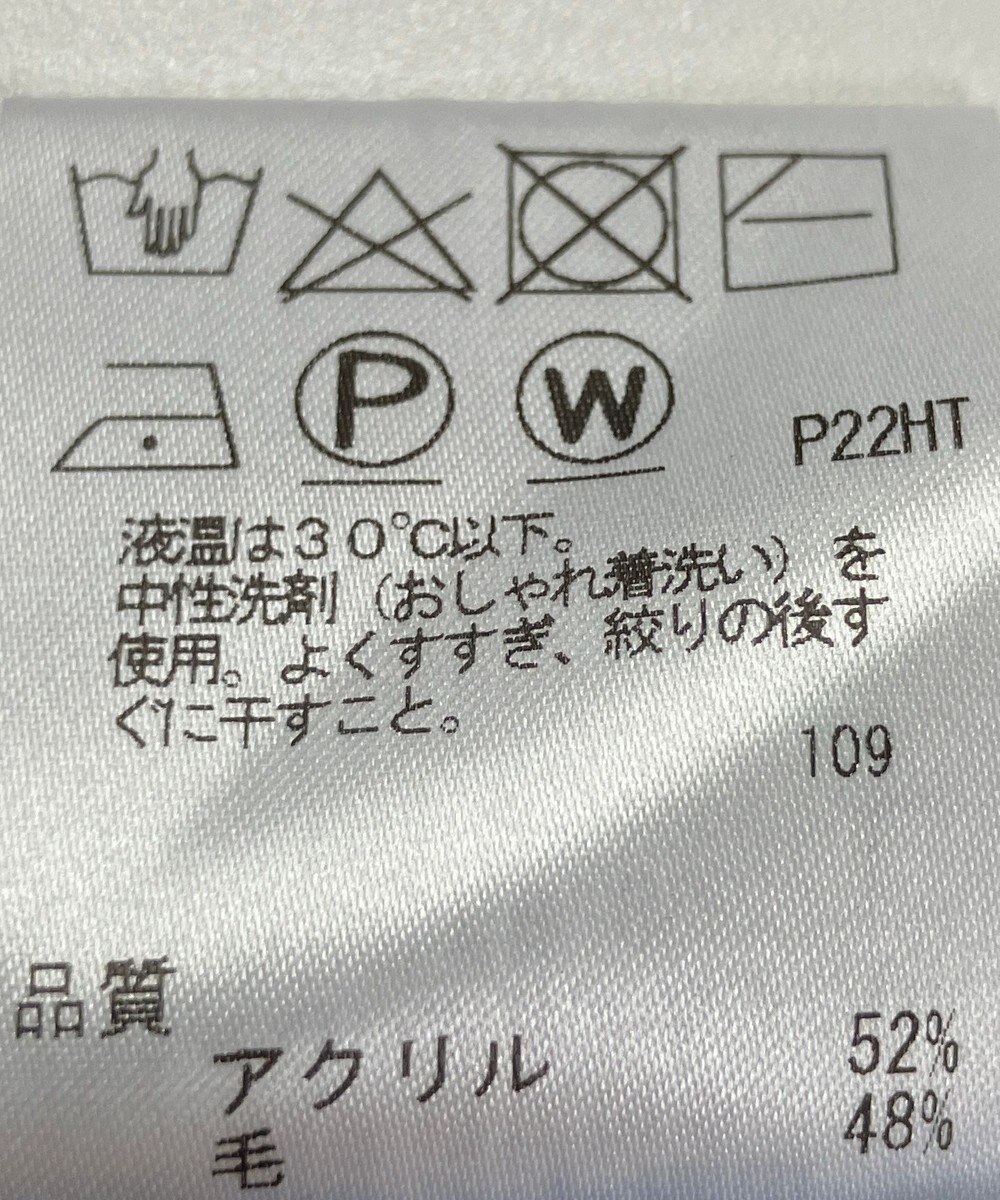 P W P22HT
液温は30℃以下。
中性洗剤（おしゃれ着洗い）を
使用。よくすすぎ、絞りの後す
ぐに干すこと。
109
品質
アクリル 52%
毛 48%